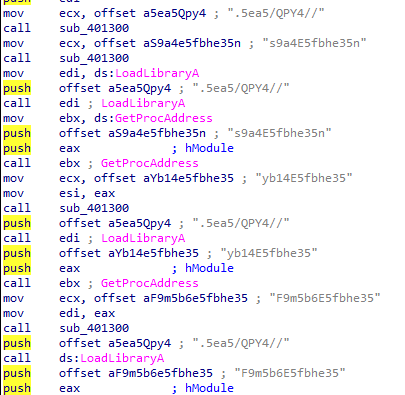 push    edi
mov     ecx, offset a5ea5Qpy4 ; ".5ea5/QPY4//"
call    sub_401300
mov     ecx, offset aS9a4e5fbhe35n ; "s9a4E5fbhe35n"
call    sub_401300
mov     edi, ds:LoadLibraryA
push    offset a5ea5Qpy4 ; ".5ea5/QPY4//"
call    edi ; LoadLibraryA
mov     ebx, ds:GetProcAddress
push    offset aS9a4e5fbhe35n ; "s9a4E5fbhe35n"
push    eax             ; hModule
call    ebx ; GetProcAddress
mov     ecx, offset aYb14e5fbhe35 ; "yb14E5fbhe35"
mov     esi, eax
call    sub_401300
push    offset a5ea5Qpy4 ; ".5ea5/QPY4//"
call    edi ; LoadLibraryA
push    offset aYb14e5fbhe35 ; "yb14E5fbhe35"
push    eax             ; hModule
call    ebx ; GetProcAddress
mov     ecx, offset aF9m5b6e5fbhe35 ; "F9m5b6E5fbhe35"
mov     edi, eax
call    sub_401300
push    offset a5ea5Qpy4 ; ".5ea5/QPY4//"
call    ds:LoadLibraryA
push    offset aF9m5b6e5fbhe35 ; "F9m5b6E5fbhe35"
push    eax             ; hModule